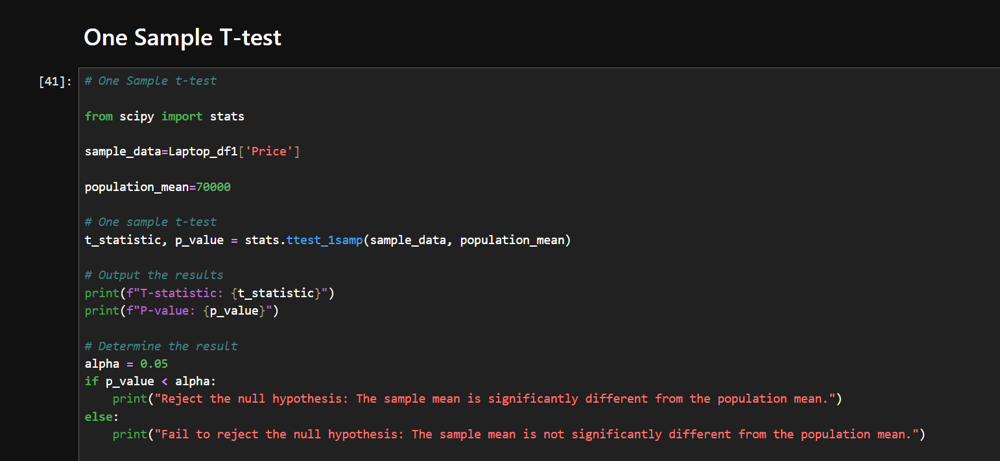 One Sample T-test
[41]:
# One Sample t-test
from scipy import stats
sample_data=Laptop_df1['Price']
population_mean=70000
# One sample t-test
t_statistic, p_value = stats.ttest_1samp(sample_data, population_mean)
# Output the results
print(f"T-statistic: {t_statistic}")
print(f"P-value: {p_value}")
# Determine the result
alpha = 0.05
if p_value < alpha:
    print("Reject the null hypothesis: The sample mean is significantly different from the population mean.")
else:
    print("Fail to reject the null hypothesis: The sample mean is not significantly different from the population mean.")